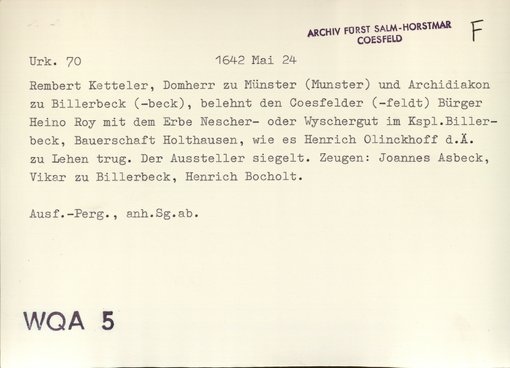 ARCHIV FÜRST SALM-HORSTMAR
COESFELD
F
Urk. 70 1642 Mai 24
Rembert Ketteler, Domherr zu Münster (Munster) und Archidiakon
zu Billerbeck (-beck), belehnt den Coesfelder (-feldt) Bürger
Heino Roy mit dem Erbe Nescher- oder Wyschergut im Kspl.Biller-
beck, Bauerschaft Holthausen, wie es Henrich Olinckhoff d.Ä.
zu Lehen trug. Der Aussteller siegelt. Zeugen: Joannes Asbeck,
Vikar zu Billerbeck, Henrich Bocholt.
Ausf.-Perg., anh.Sg.ab.
WQA 5